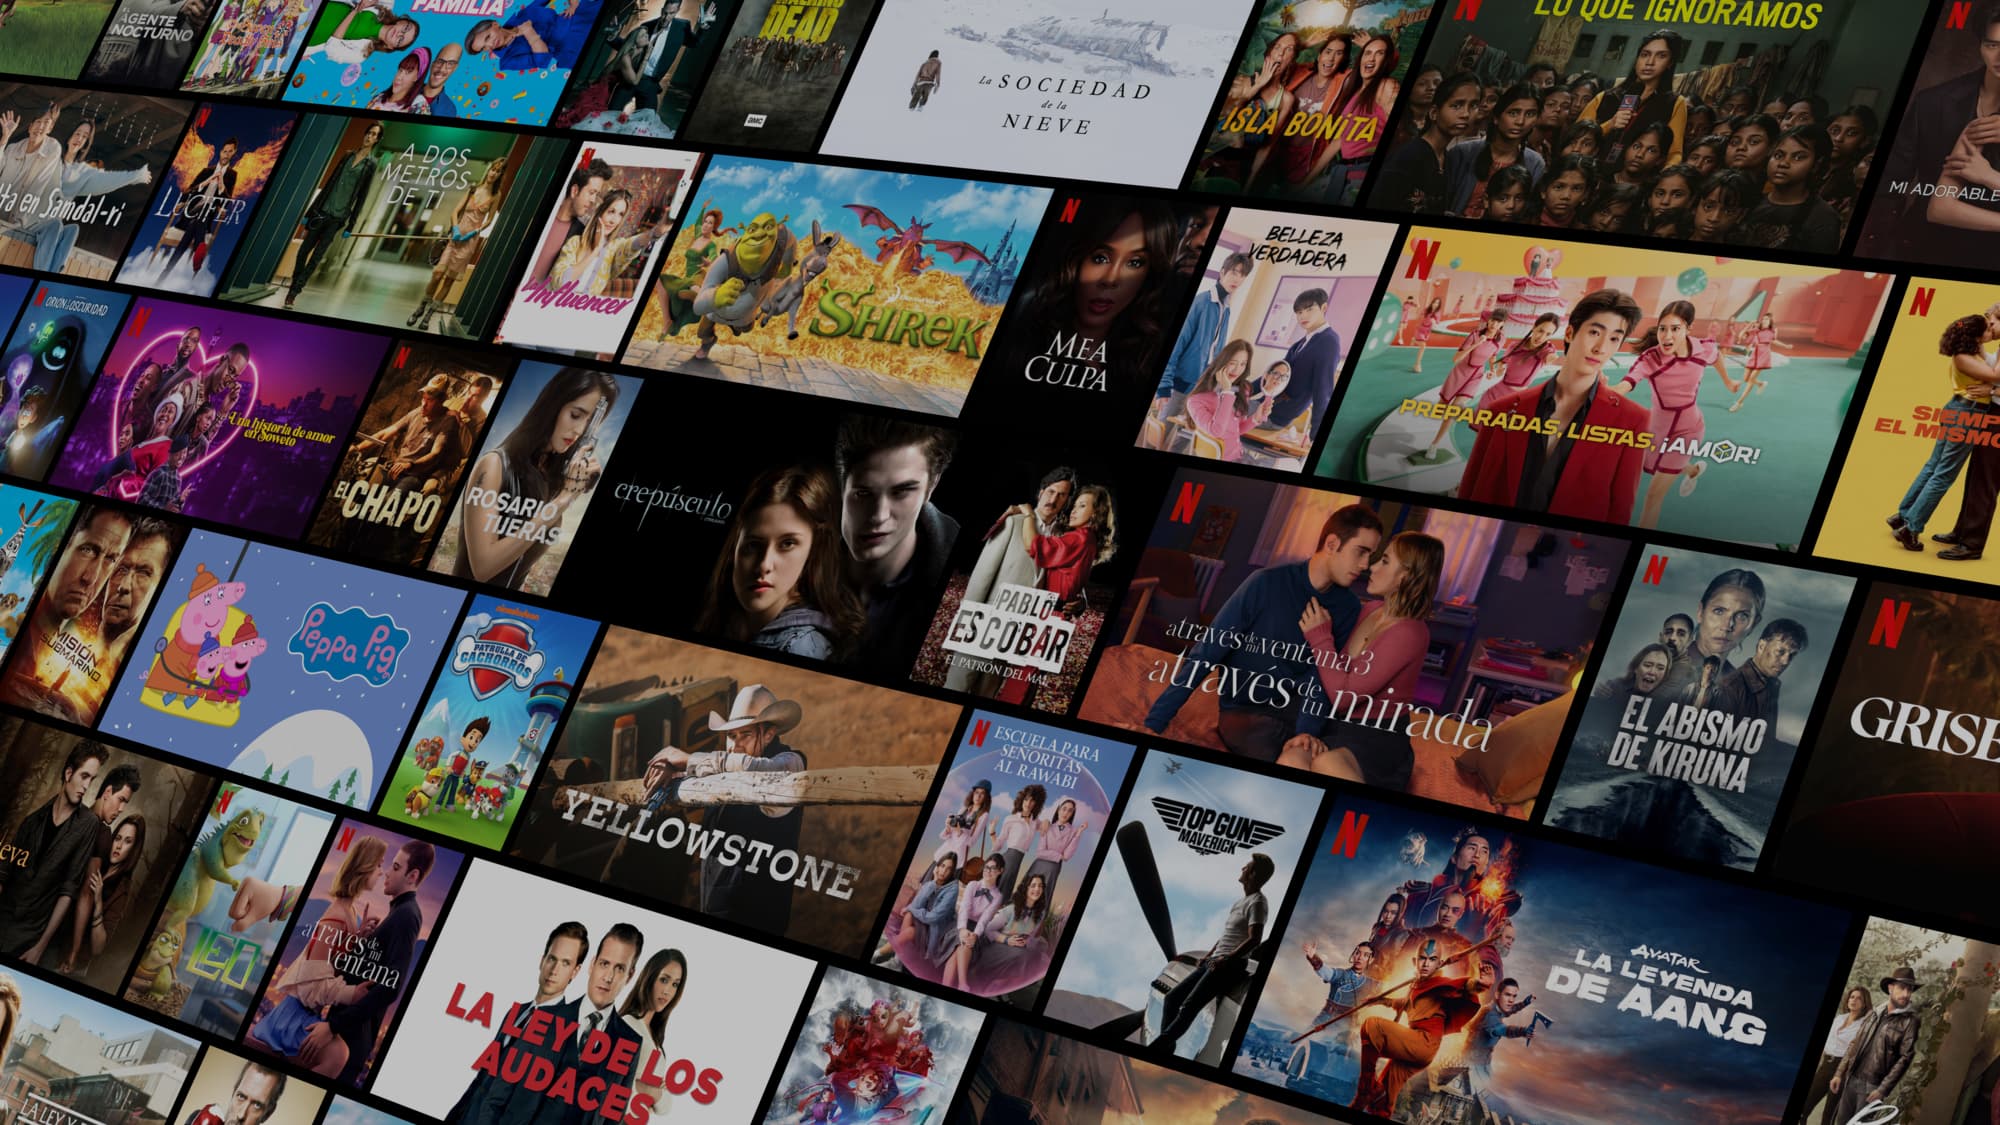 EL AGENTE
NOCTURNO
FAMILIA
WALKING
DEAD
amc
La SOCIEDAD
de la
NIEVE
ISLA BONITA
N
LO QUE IGNORAMOS
N
MI ADORABLE
en Samdal-ri
N
LUCIFER
A DOS
METROS
DE TI
N
la Influencer
SHREK
N
MEA
CULPA
BELLEZA
VERDADERA
N
PREPARADAS, LISTAS, ¡AMOR!
N
SIEMP
EL MISMO
N
ORIÓN Y LA OSCURIDAD
N
Una historia de amor
en Soweto
N
EL CHAPO
ROSARIO
TIJERAS
crepúsculo
PABLO
ESCOBAR
EL PATRÓN DEL MAL
N
a través de mi ventana 3
a través de tu mirada
N
EL ABISMO
DE KIRUNA
N
GRISE
MISIÓN
SUBMARINO
Peppa Pig
nickelodeon
PATRULLA DE
CACHORROS
YELLOWSTONE
N
ESCUELA PARA
SEÑORITAS
AL RAWABI
TOP GUN
MAVERICK
N
AVATAR
LA LEYENDA
DE AANG
eva
N
LEO
N
a través de mi
ventana
LA LEY DE LOS
AUDACES
LA LEY